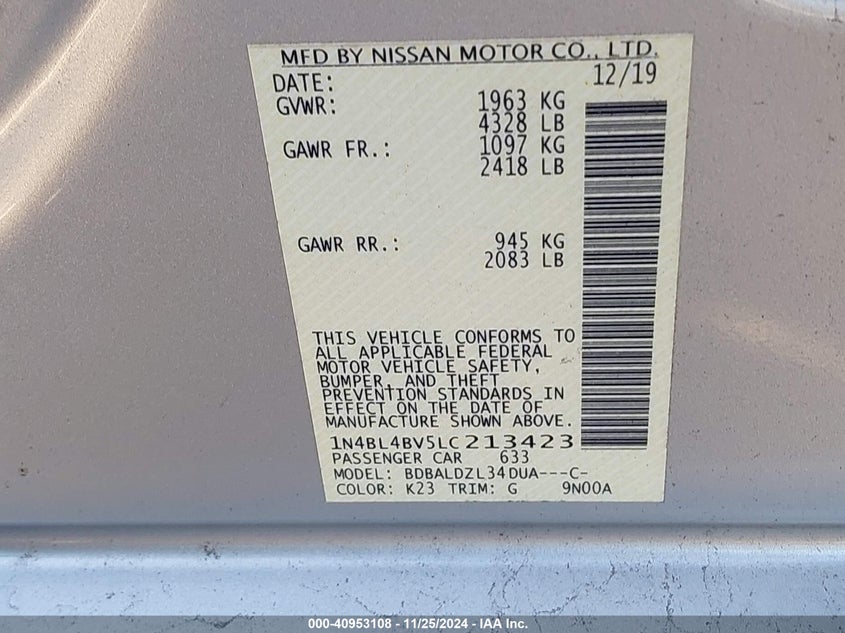 MFD BY NISSAN MOTOR CO., LTD.
DATE: 12/19
GVWR: 1963 KG
4328 LB
GAWR FR.: 1097 KG
2418 LB
GAWR RR.: 945 KG
2083 LB
THIS VEHICLE CONFORMS TO
ALL APPLICABLE FEDERAL
MOTOR VEHICLE SAFETY,
BUMPER, AND THEFT
PREVENTION STANDARDS IN
EFFECT ON THE DATE OF
MANUFACTURE SHOWN ABOVE.
1N4BL4BV5LC213423
PASSENGER CAR 633
MODEL: BDBALDZL34DUA---C-
COLOR: K23 TRIM: G 9N00A
000-40953108 - 11/25/2024 - IAA Inc.